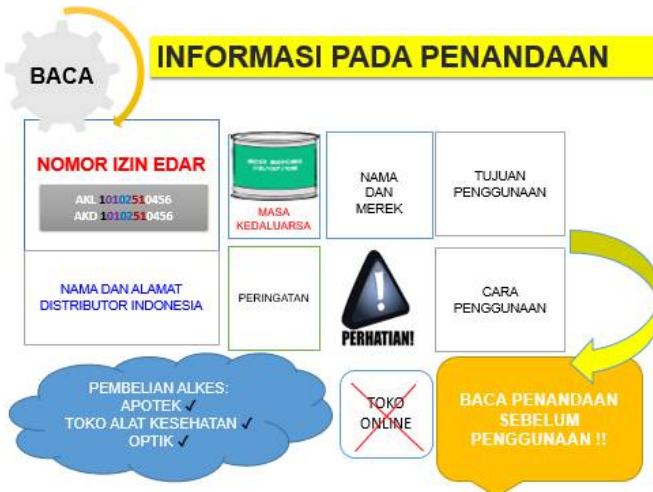 BACA
INFORMASI PADA PENANDAAN
NOMOR IZIN EDAR
AKL 10102510456
AKD 10102510456
MASA
KEDALUARSA
NAMA
DAN
MEREK
TUJUAN
PENGGUNAAN
NAMA DAN ALAMAT
DISTRIBUTOR INDONESIA
PERINGATAN
PERHATIAN!
CARA
PENGGUNAAN
PEMBELIAN ALKES:
APOTEK ✓
TOKO ALAT KESEHATAN ✓
OPTIK ✓
TOKO
ONLINE
BACA PENANDAAN
SEBELUM
PENGGUNAAN !!